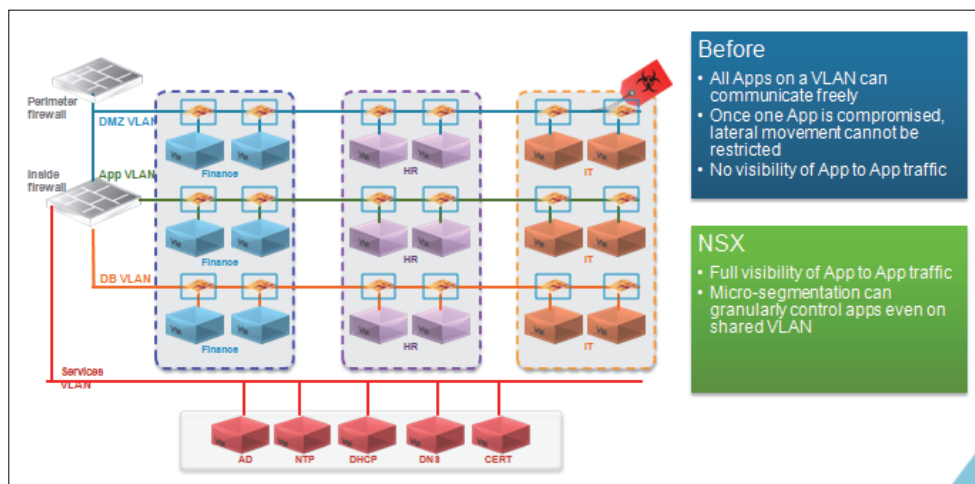 Perimeter
firewall
DMZ VLAN
Finance
HR
IT
Inside
firewall
App VLAN
Finance
HR
IT
DB VLAN
Finance
HR
IT
Services
VLAN
AD
NTP
DHCP
DNS
CERT
Before
• All Apps on a VLAN can
communicate freely
• Once one App is compromised,
lateral movement cannot be
restricted
• No visibility of App to App traffic
NSX
• Full visibility of App to App traffic
• Micro-segmentation can
granularly control apps even on
shared VLAN